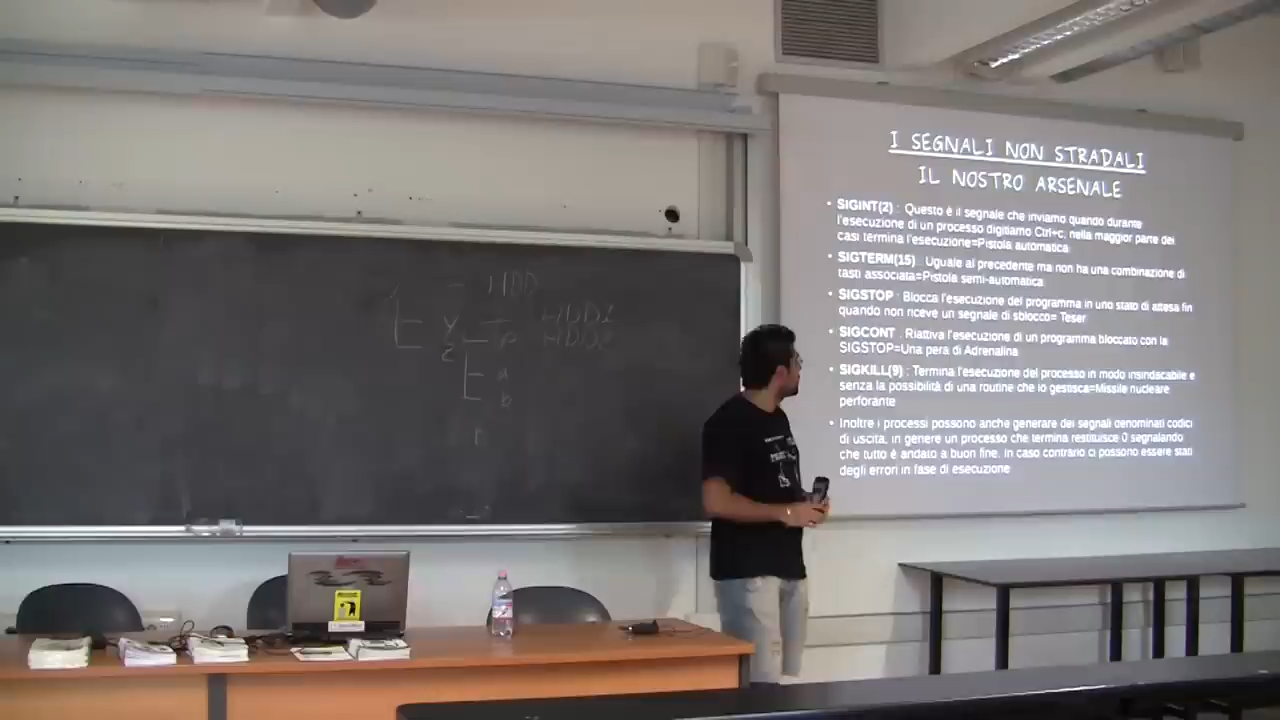 I SEGNALI NON STRADALI
IL NOSTRO ARSENALE
• SIGINT(2) : Questo è il segnale che inviamo quando durante
l'esecuzione di un processo digitiamo Ctrl+c, nella maggior parte dei
casi termina l'esecuzione=Pistola automatica
• SIGTERM(15) : Uguale al precedente ma non ha una combinazione di
tasti associata=Pistola semi-automatica
• SIGSTOP : Blocca l'esecuzione del programma in uno stato di attesa fin
quando non riceve un segnale di sblocco= Teser
• SIGCONT : Riattiva l'esecuzione di un programma bloccato con la
SIGSTOP=Una pera di Adrenalina
• SIGKILL(9) : Termina l'esecuzione del processo in modo insindacabile e
senza la possibilità di una routine che lo gestisca=Missile nucleare
perforante
• Inoltre i processi possono anche generare dei segnali denominati codici
di uscita, in genere un processo che termina restituisce 0 segnalando
che tutto è andato a buon fine, in caso contrario ci possono essere stati
degli errori in fase di esecuzione
HDD
a
b